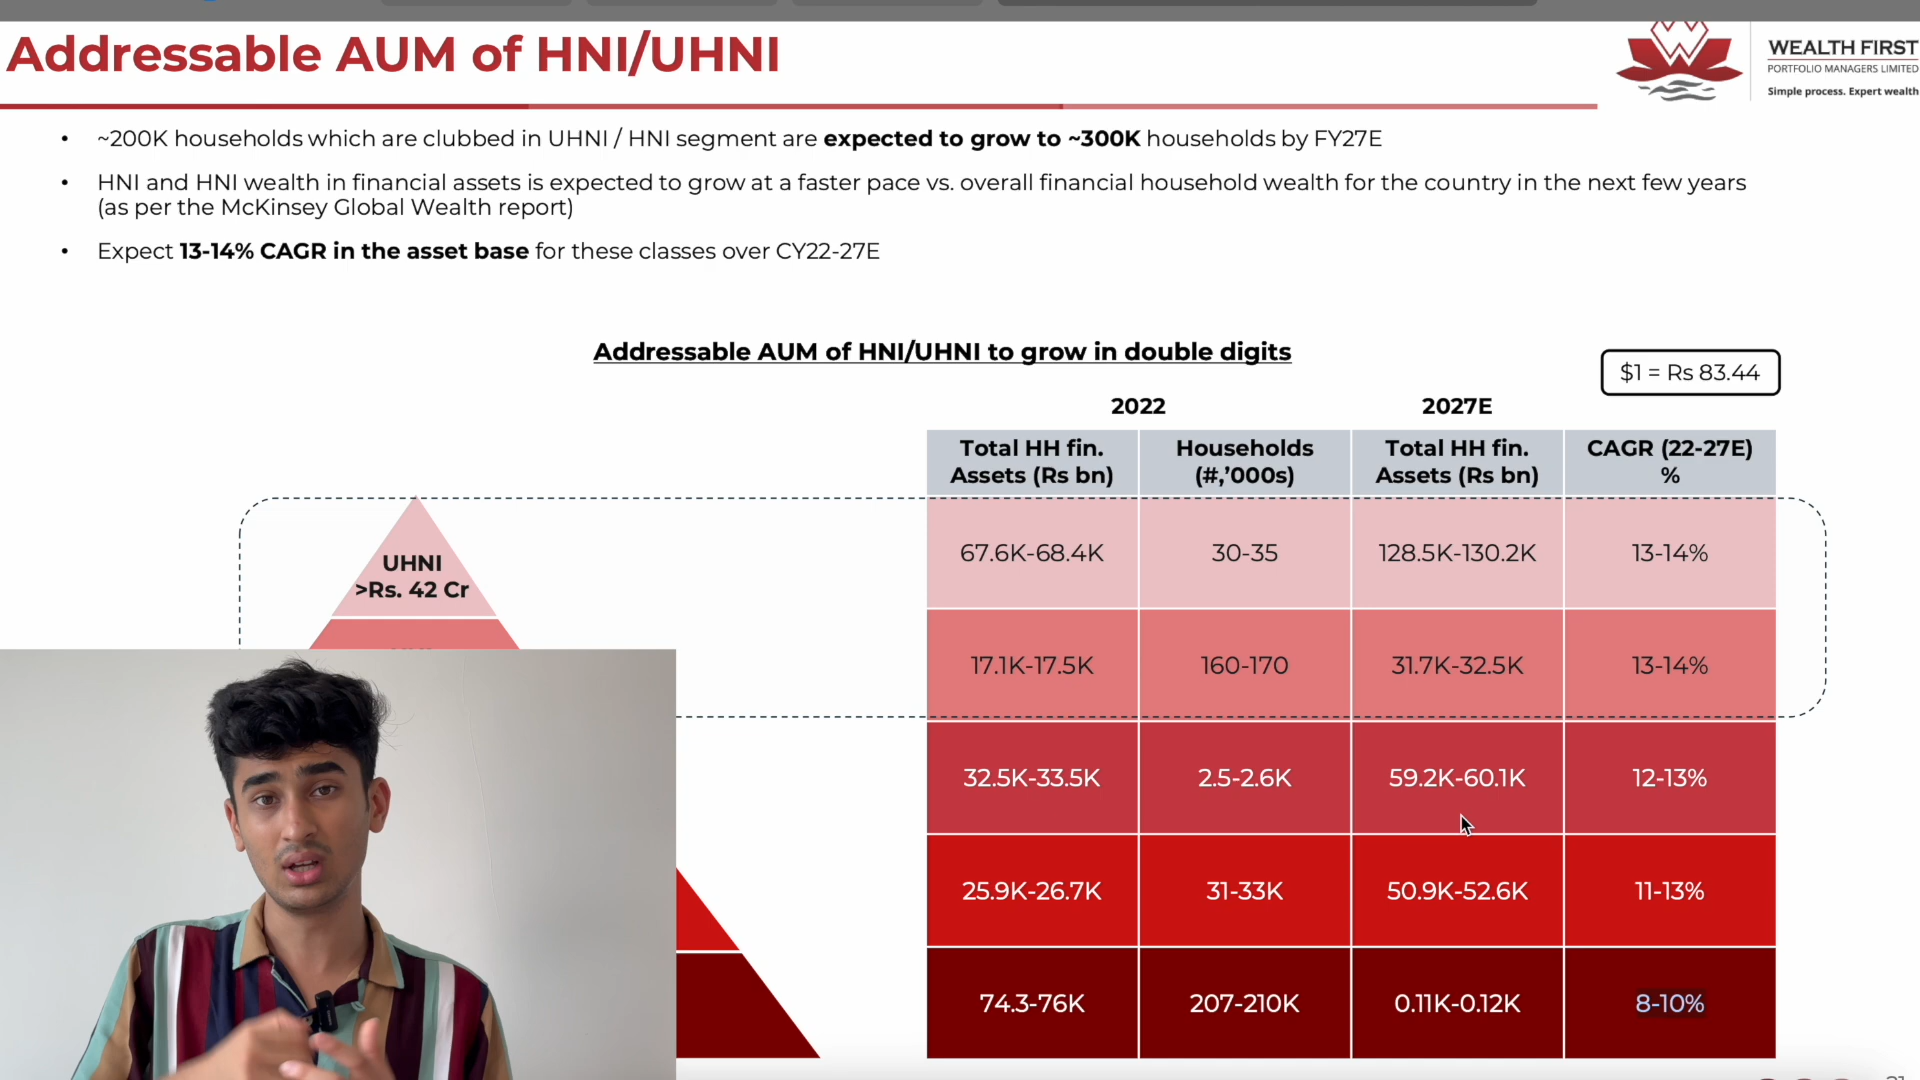 Addressable AUM of HNI/UHNI
WEALTH FIRST
PORTFOLIO MANAGERS LIMITED
Simple process. Expert wealth
• ~200K households which are clubbed in UHNI / HNI segment are expected to grow to ~300K households by FY27E
• HNI and HNI wealth in financial assets is expected to grow at a faster pace vs. overall financial household wealth for the country in the next few years
(as per the McKinsey Global Wealth report)
• Expect 13-14% CAGR in the asset base for these classes over CY22-27E
Addressable AUM of HNI/UHNI to grow in double digits
$1 = Rs 83.44
2022 2027E
Total HH fin. Assets (Rs bn) Households (#,’000s) Total HH fin. Assets (Rs bn) CAGR (22-27E) %
UHNI
>Rs. 42 Cr
67.6K-68.4K 30-35 128.5K-130.2K 13-14%
17.1K-17.5K 160-170 31.7K-32.5K 13-14%
32.5K-33.5K 2.5-2.6K 59.2K-60.1K 12-13%
25.9K-26.7K 31-33K 50.9K-52.6K 11-13%
74.3-76K 207-210K 0.11K-0.12K 8-10%